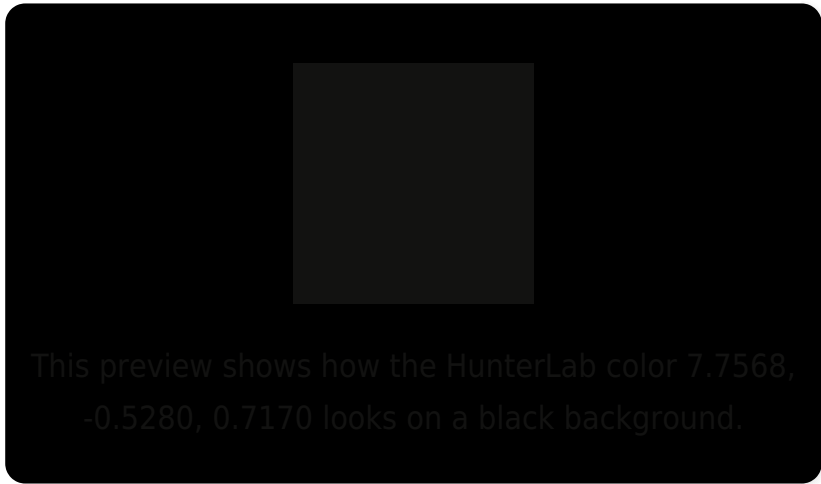 This preview shows how the HunterLab color 7.7568,
-0.5280, 0.7170 looks on a black background.